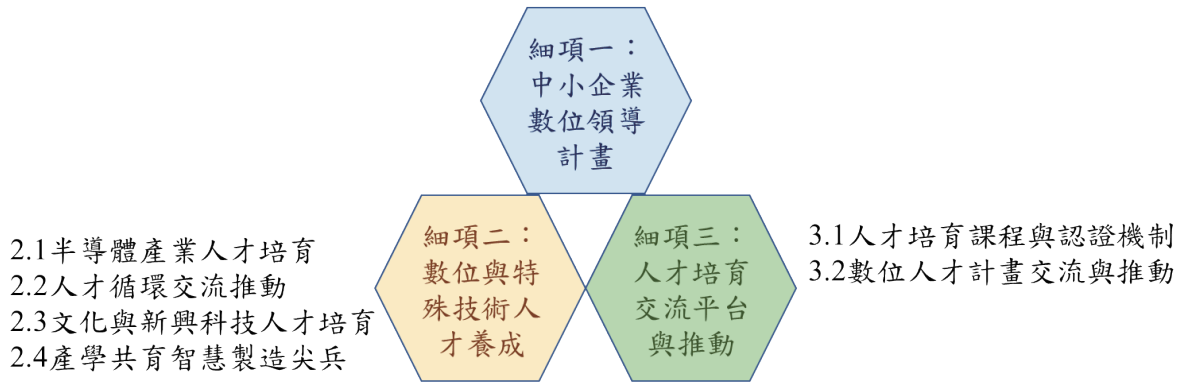 細項一：
中小企業
數位領導
計畫
2.1半導體產業人才培育
2.2人才循環交流推動
2.3文化與新興科技人才培育
2.4產學共育智慧製造尖兵
細項二：
數位與特
殊技術人
才養成
細項三：
人才培育
交流平台
與推動
3.1人才培育課程與認證機制
3.2數位人才計畫交流與推動